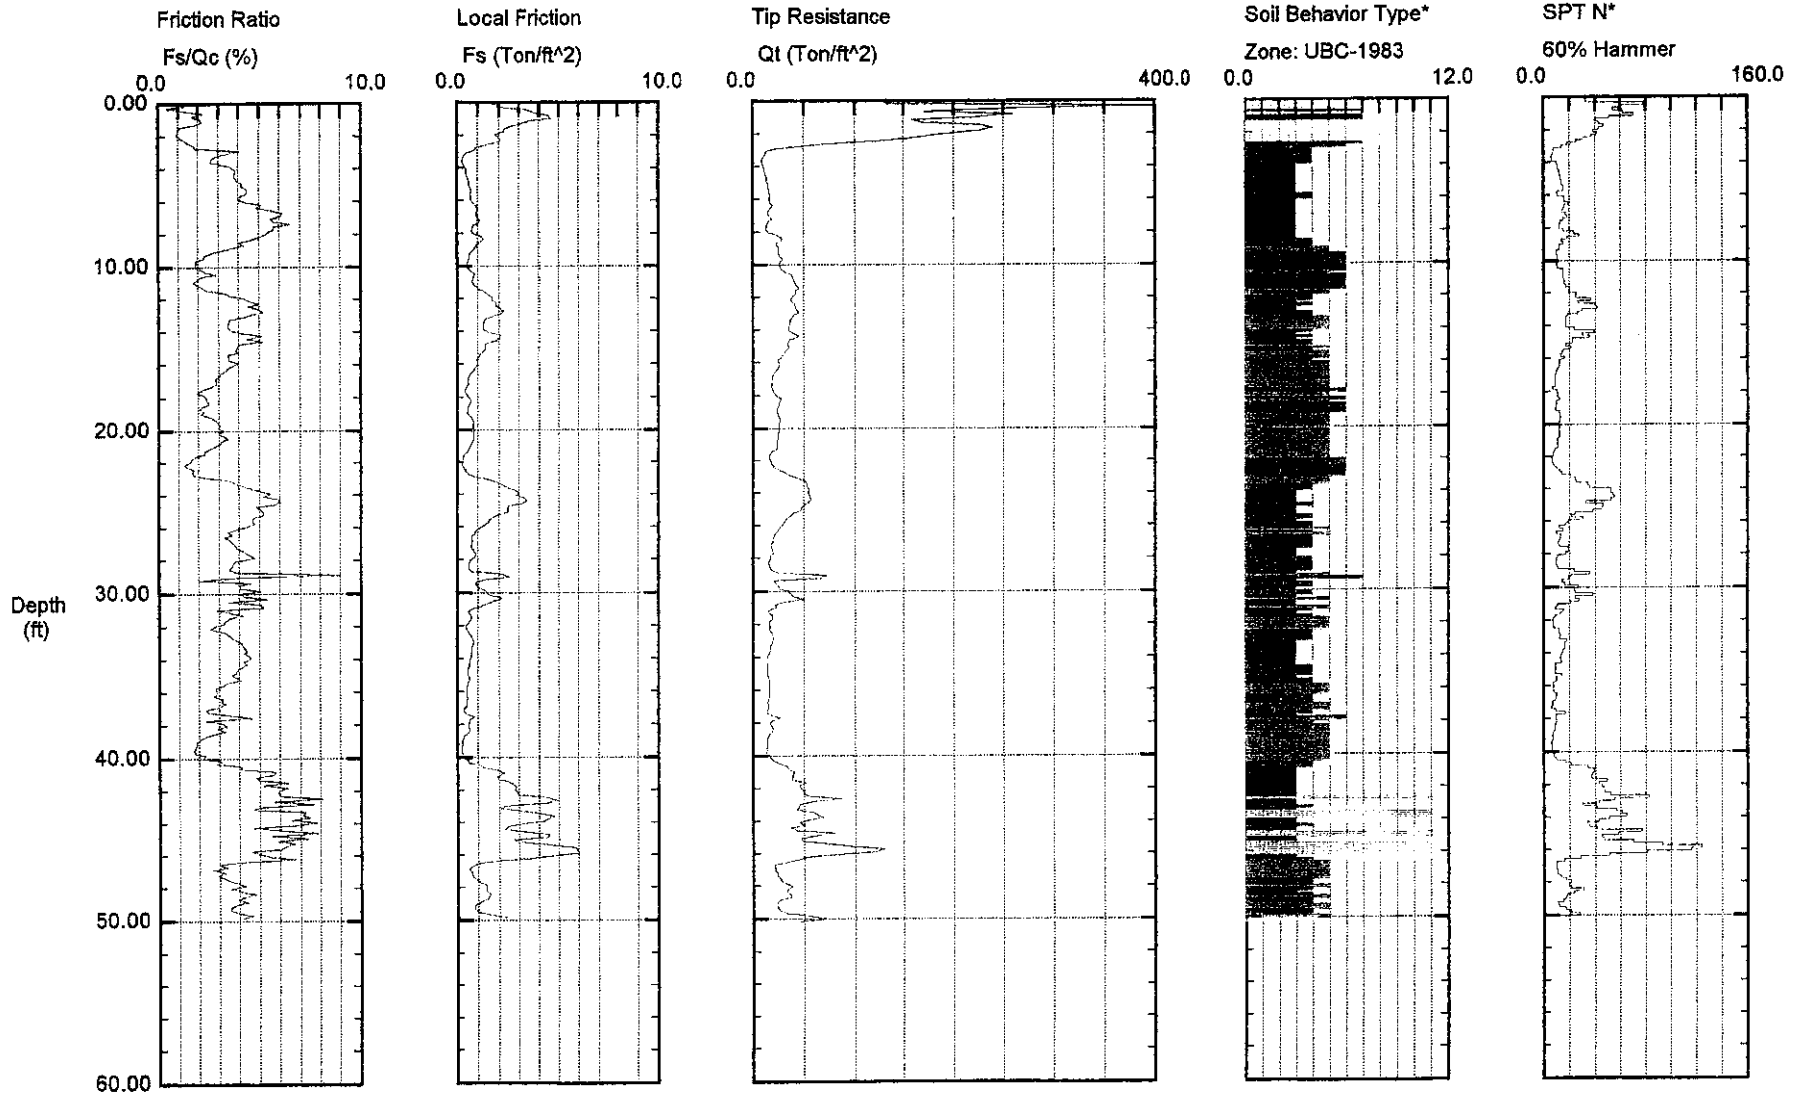 Friction Ratio
Fs/Qc (%)
0.0 10.0
Local Friction
Fs (Ton/ft^2)
0.0 10.0
Tip Resistance
Qt (Ton/ft^2)
0.0 400.0
Soil Behavior Type*
Zone: UBC-1983
0.0 12.0
SPT N*
60% Hammer
0.0 160.0
0.00
10.00
20.00
30.00
Depth
(ft)
40.00
50.00
60.00